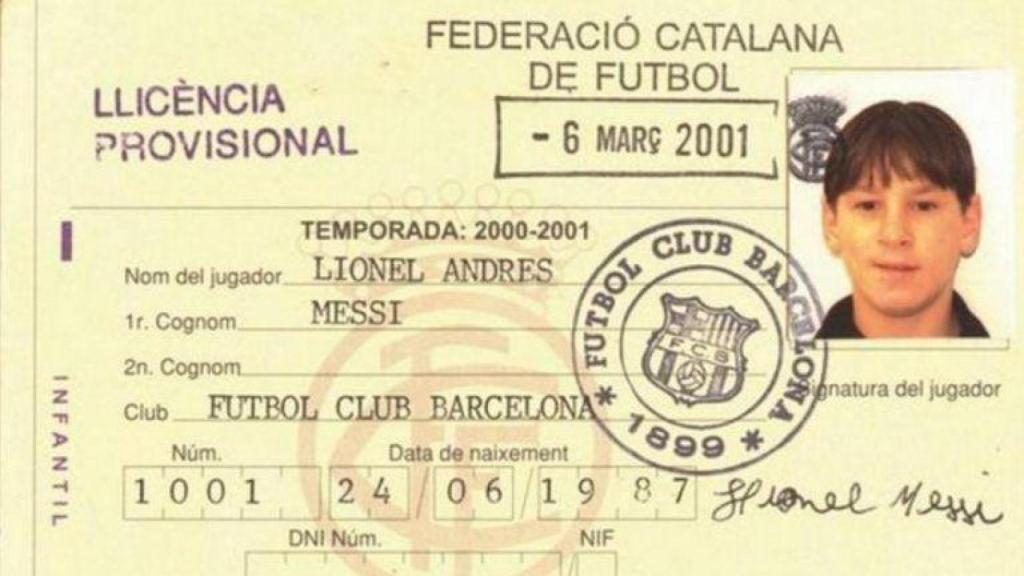 FEDERACIÓ CATALANA
DE FUTBOL
LLICÈNCIA
PROVISIONAL
- 6 MARÇ 2001
TEMPORADA: 2000-2001
Nom del jugador LIONEL ANDRES
1r. Cognom MESSI
2n. Cognom
Club FUTBOL CLUB BARCELONA
FUTBOL CLUB BARCELONA
FCB
* 1899 *
Signatura del jugador
INFANTIL
Núm. Data de naixement
1001 24/06/1987
Lionel Messi
DNI Núm. NIF